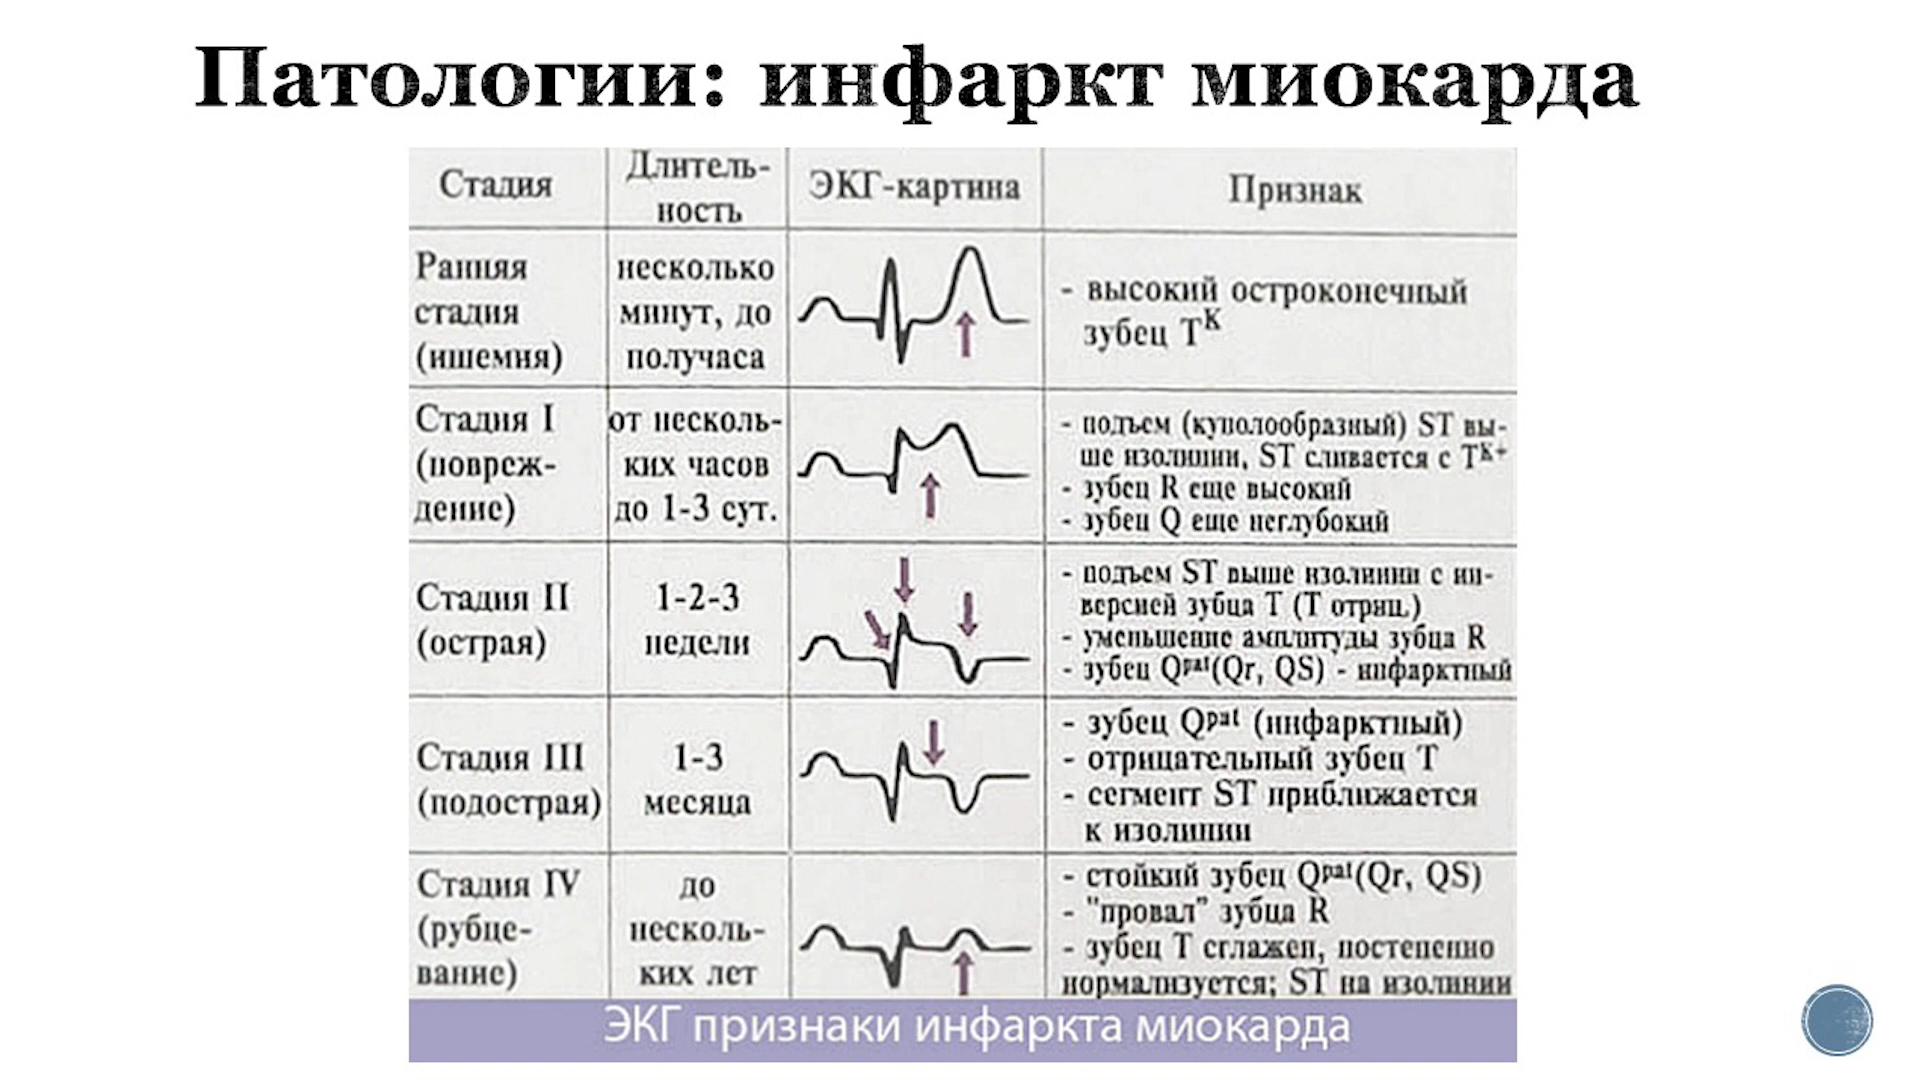 Патологии: инфаркт миокарда
Стадия
Длитель-
ность
ЭКГ-картина
Признак
Ранняя
стадия
(ишемия)
несколько
минут, до
получаса
- высокий остроконечный
зубец Tᴷ
Стадия I
(повреж-
дение)
от несколь-
ких часов
до 1-3 сут.
- подъем (куполообразный) ST вы-
ше изолинии, ST сливается с Tᴷ⁺
- зубец R еще высокий
- зубец Q еще неглубокий
Стадия II
(острая)
1-2-3
недели
- подъем ST выше изолинии с ин-
версией зубца T (T отриц.)
- уменьшение амплитуды зубца R
- зубец Qᵖᵃᵗ(Qr, QS) - инфарктный
Стадия III
(подострая)
1-3
месяца
- зубец Qᵖᵃᵗ (инфарктный)
- отрицательный зубец T
- сегмент ST приближается
к изолинии
Стадия IV
(рубце-
вание)
до
несколь-
ких лет
- стойкий зубец Qᵖᵃᵗ(Qr, QS)
- "провал” зубца R
- зубец T сглажен, постепенно
нормализуется; ST на изолинии
ЭКГ признаки инфаркта миокарда